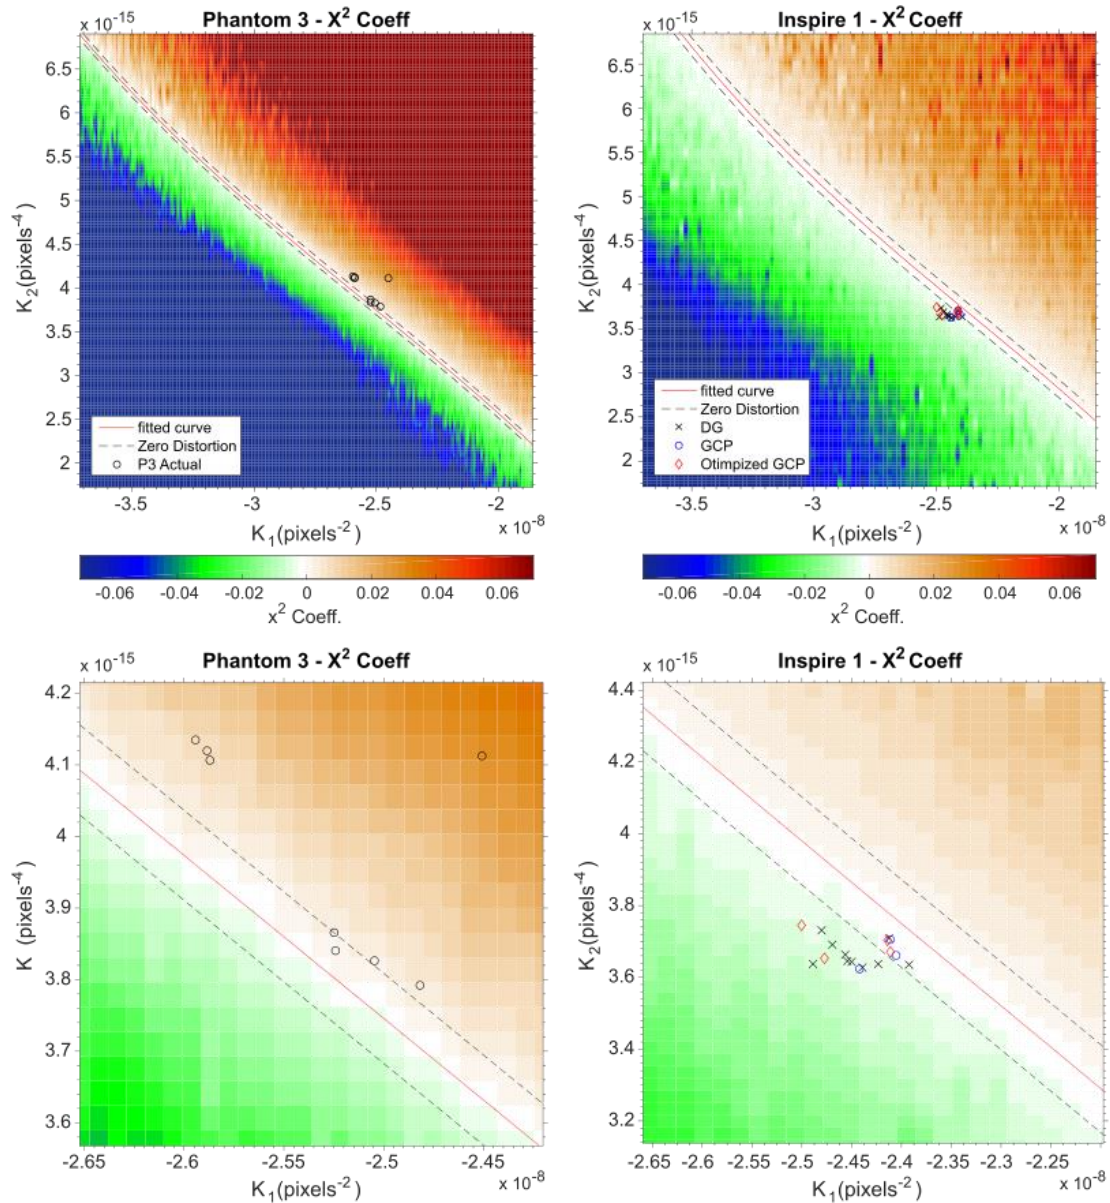 Phantom 3 - X² Coeff
x 10⁻¹⁵
6.5
6
5.5
5
4.5
4
3.5
3
2.5
2
K₂(pixels⁻⁴)
fitted curve
Zero Distortion
P3 Actual
-3.5 -3 -2.5 -2
x 10⁻⁸
K₁(pixels⁻²)
-0.06 -0.04 -0.02 0 0.02 0.04 0.06
x² Coeff.
Inspire 1 - X² Coeff
x 10⁻¹⁵
6.5
6
5.5
5
4.5
4
3.5
3
2.5
2
K₂(pixels⁻⁴)
fitted curve
Zero Distortion
DG
GCP
Otimpized GCP
-3.5 -3 -2.5 -2
x 10⁻⁸
K₁(pixels⁻²)
-0.06 -0.04 -0.02 0 0.02 0.04 0.06
x² Coeff.
Phantom 3 - X² Coeff
x 10⁻¹⁵
4.2
4.1
4
3.9
3.8
3.7
3.6
K (pixels⁻⁴)
-2.65 -2.6 -2.55 -2.5 -2.45
x 10⁻⁸
K₁(pixels⁻²)
Inspire 1 - X² Coeff
x 10⁻¹⁵
4.4
4.2
4
3.8
3.6
3.4
3.2
K₂(pixels⁻⁴)
-2.65 -2.6 -2.55 -2.5 -2.45 -2.4 -2.35 -2.3 -2.25
x 10⁻⁸
K₁(pixels⁻²)